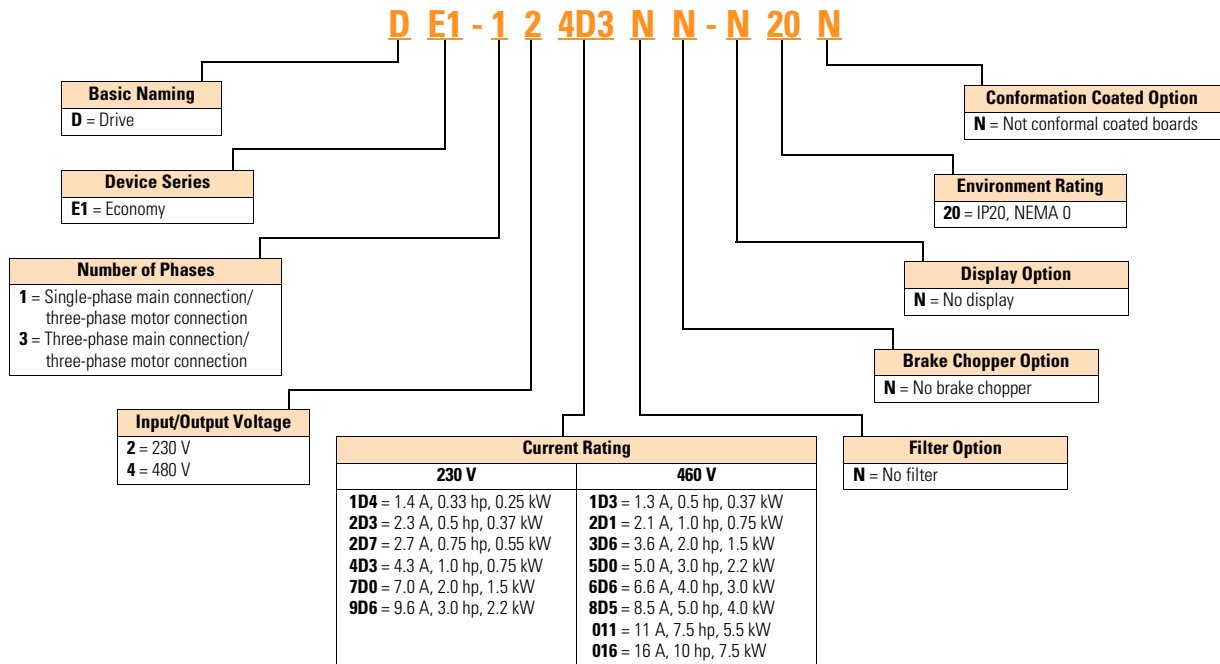 D E1 - 1 2 4D3 N N - N 20 N
Basic Naming
D = Drive
Device Series
E1 = Economy
Number of Phases
1 = Single-phase main connection/
three-phase motor connection
3 = Three-phase main connection/
three-phase motor connection
Input/Output Voltage
2 = 230 V
4 = 480 V
Current Rating
230 V
1D4 = 1.4 A, 0.33 hp, 0.25 kW
2D3 = 2.3 A, 0.5 hp, 0.37 kW
2D7 = 2.7 A, 0.75 hp, 0.55 kW
4D3 = 4.3 A, 1.0 hp, 0.75 kW
7D0 = 7.0 A, 2.0 hp, 1.5 kW
9D6 = 9.6 A, 3.0 hp, 2.2 kW
460 V
1D3 = 1.3 A, 0.5 hp, 0.37 kW
2D1 = 2.1 A, 1.0 hp, 0.75 kW
3D6 = 3.6 A, 2.0 hp, 1.5 kW
5D0 = 5.0 A, 3.0 hp, 2.2 kW
6D6 = 6.6 A, 4.0 hp, 3.0 kW
8D5 = 8.5 A, 5.0 hp, 4.0 kW
011 = 11 A, 7.5 hp, 5.5 kW
016 = 16 A, 10 hp, 7.5 kW
Conformation Coated Option
N = Not conformal coated boards
Environment Rating
20 = IP20, NEMA 0
Display Option
N = No display
Brake Chopper Option
N = No brake chopper
Filter Option
N = No filter